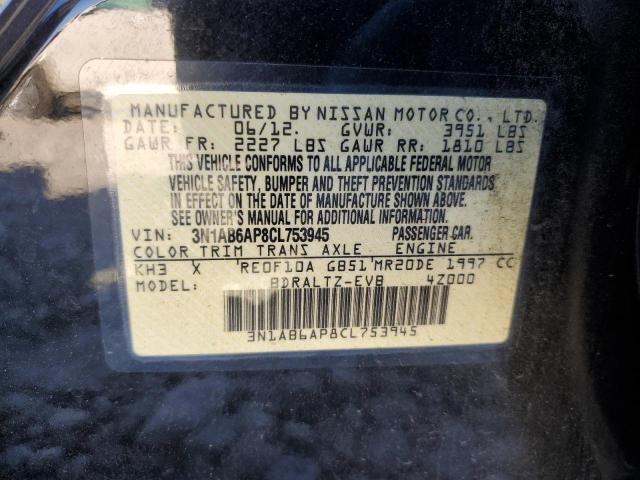 MANUFACTURED BY NISSAN MOTOR CO., LTD.
06/12. GVWR: 3951 LBS
GAWR FR: 2227 LBS GAWR RR: 1810 LBS
THIS VEHICLE CONFORMS TO ALL APPLICABLE FEDERAL MOTOR
VEHICLE SAFETY, BUMPER AND THEFT PREVENTION STANDARDS
IN EFFECT ON THE DATE OF MANUFACTURE SHOWN ABOVE.
SEE OWNER'S MANUAL FOR ADDITIONAL INFORMATION.
VIN: 3N1AB6AP8CL753945 PASSENGER CAR.
COLOR TRIM TRANS AXLE ENGINE
KH3 X RE0F10A GB51 MR20DE 1997 CC
MODEL: BDRALTZ-EVB 4Z000
3N1AB6AP8CL753945